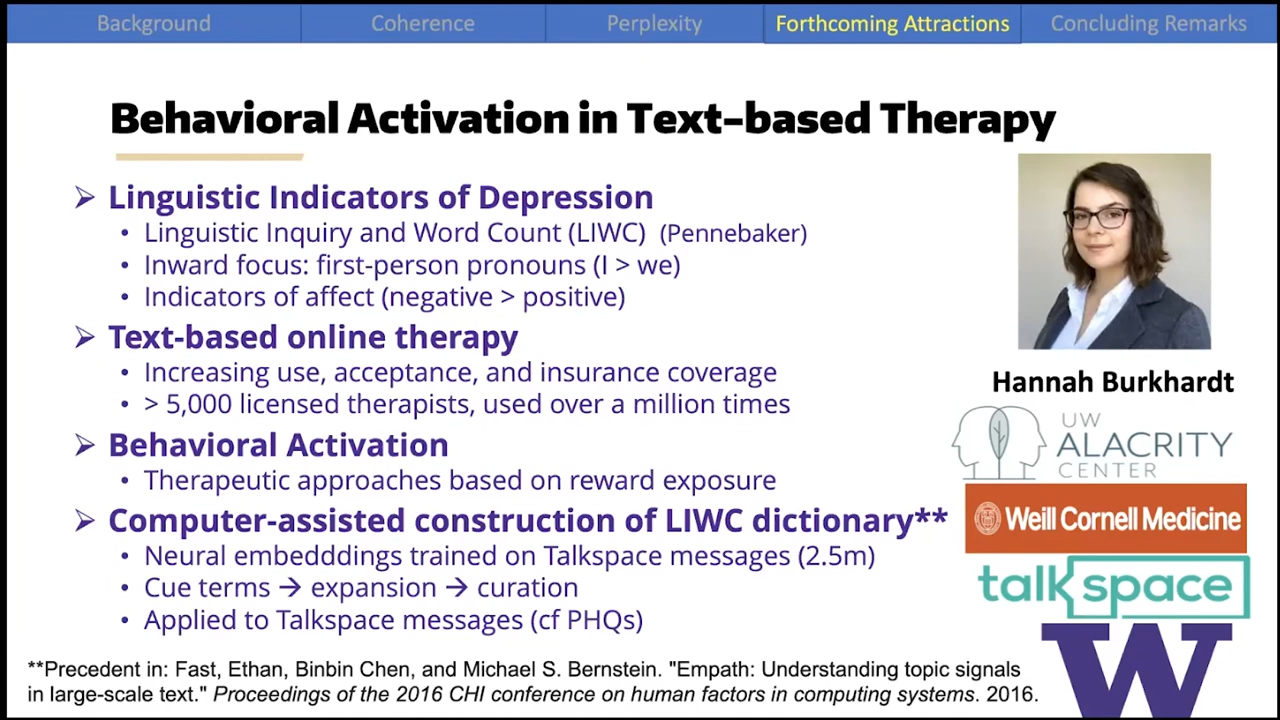 Background Coherence Perplexity Forthcoming Attractions Concluding Remarks
Behavioral Activation in Text-based Therapy
➢ Linguistic Indicators of Depression
• Linguistic Inquiry and Word Count (LIWC) (Pennebaker)
• Inward focus: first-person pronouns (I > we)
• Indicators of affect (negative > positive)
➢ Text-based online therapy
• Increasing use, acceptance, and insurance coverage
• > 5,000 licensed therapists, used over a million times
➢ Behavioral Activation
• Therapeutic approaches based on reward exposure
➢ Computer-assisted construction of LIWC dictionary**
• Neural embedddings trained on Talkspace messages (2.5m)
• Cue terms → expansion → curation
• Applied to Talkspace messages (cf PHQs)
Hannah Burkhardt
UW
ALACRITY
CENTER
Weill Cornell Medicine
talkspace
W
**Precedent in: Fast, Ethan, Binbin Chen, and Michael S. Bernstein. "Empath: Understanding topic signals
in large-scale text." Proceedings of the 2016 CHI conference on human factors in computing systems. 2016.